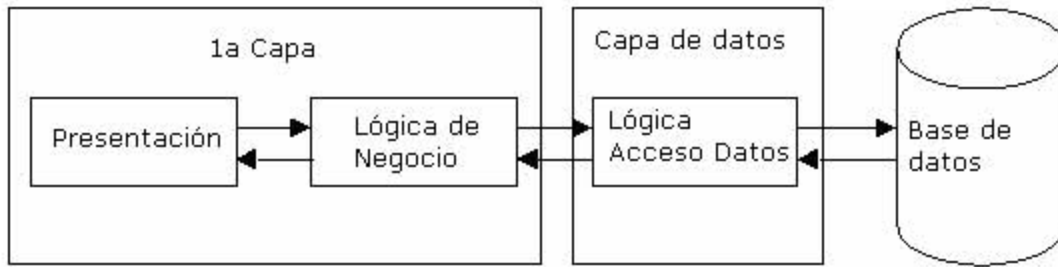 1a Capa
Presentación
Lógica de
Negocio
Capa de datos
Lógica
Acceso Datos
Base de
datos